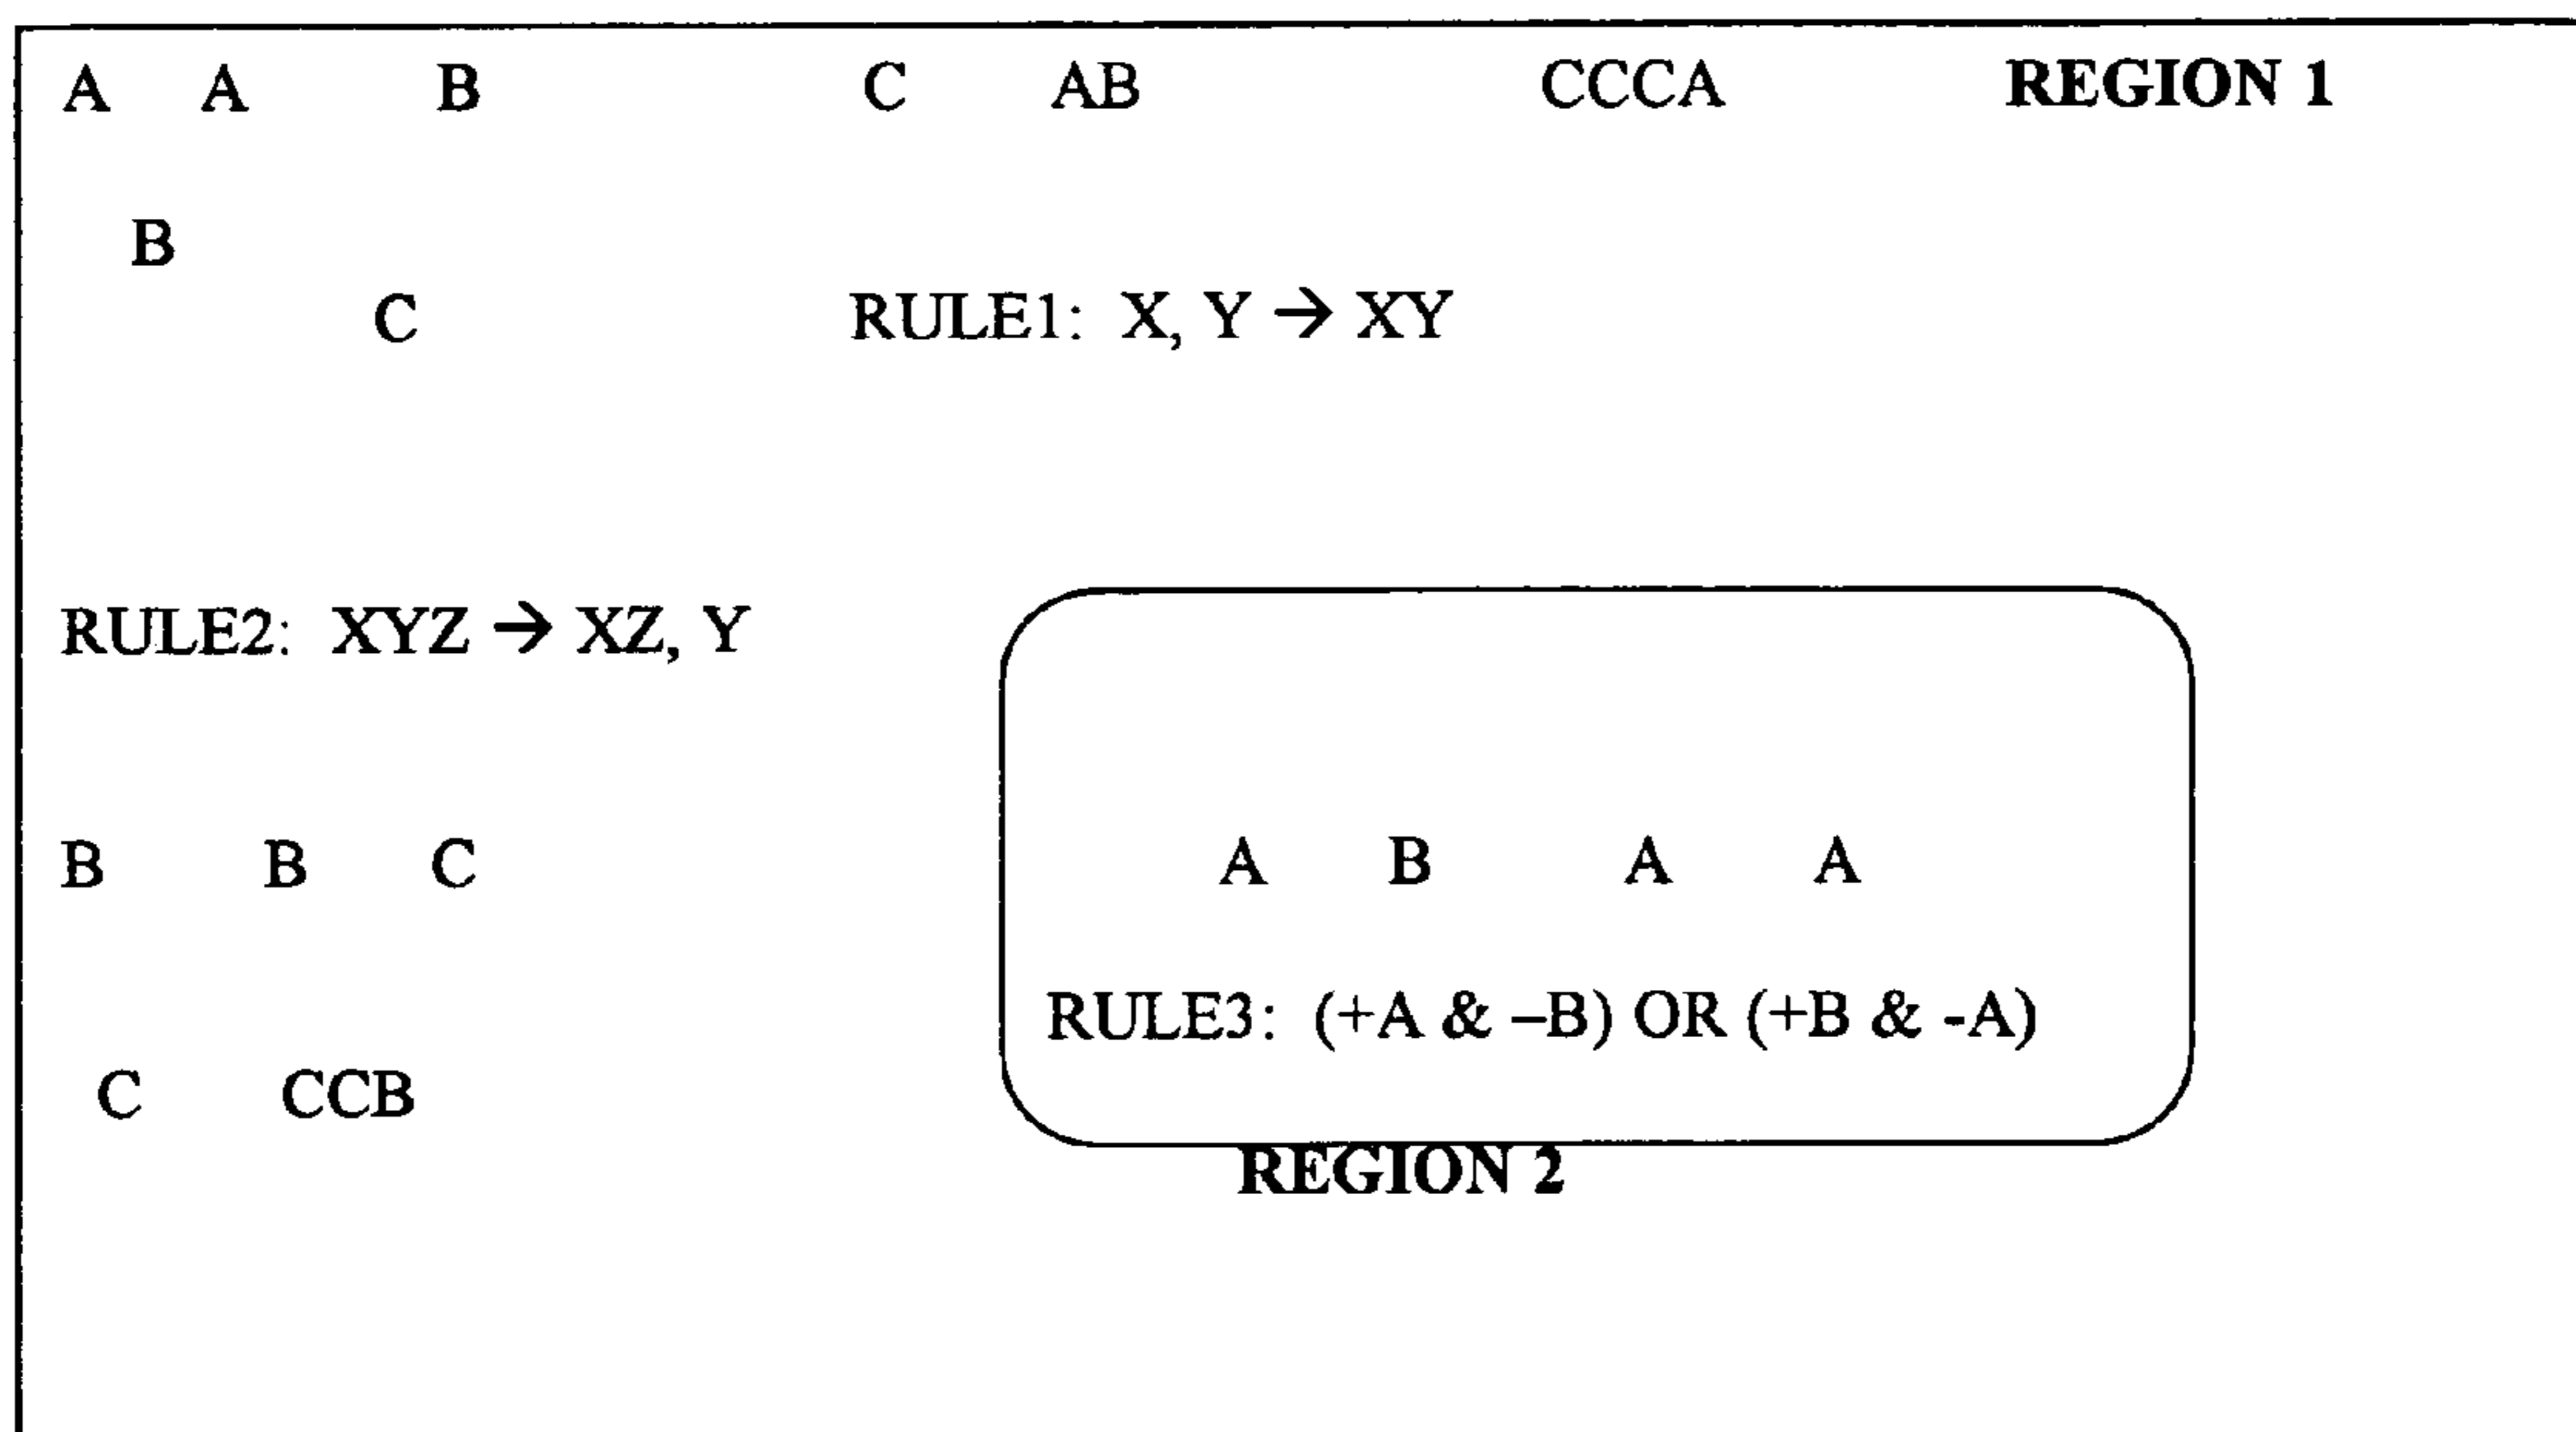 A A B C AB CCCA REGION 1
B
C RULE1: X, Y → XY
RULE2: XYZ → XZ, Y
B B C A B A A
RULE3: (+A & –B) OR (+B & -A)
C CCB
REGION 2